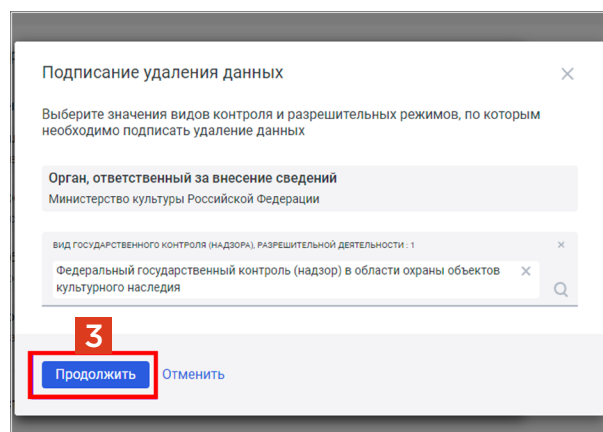 Подписание удаления данных
Выберите значения видов контроля и разрешительных режимов, по которым
необходимо подписать удаление данных
Орган, ответственный за внесение сведений
Министерство культуры Российской Федерации
ВИД ГОСУДАРСТВЕННОГО КОНТРОЛЯ (НАДЗОРА), РАЗРЕШИТЕЛЬНОЙ ДЕЯТЕЛЬНОСТИ : 1
Федеральный государственный контроль (надзор) в области охраны объектов
культурного наследия
3
Продолжить Отменить